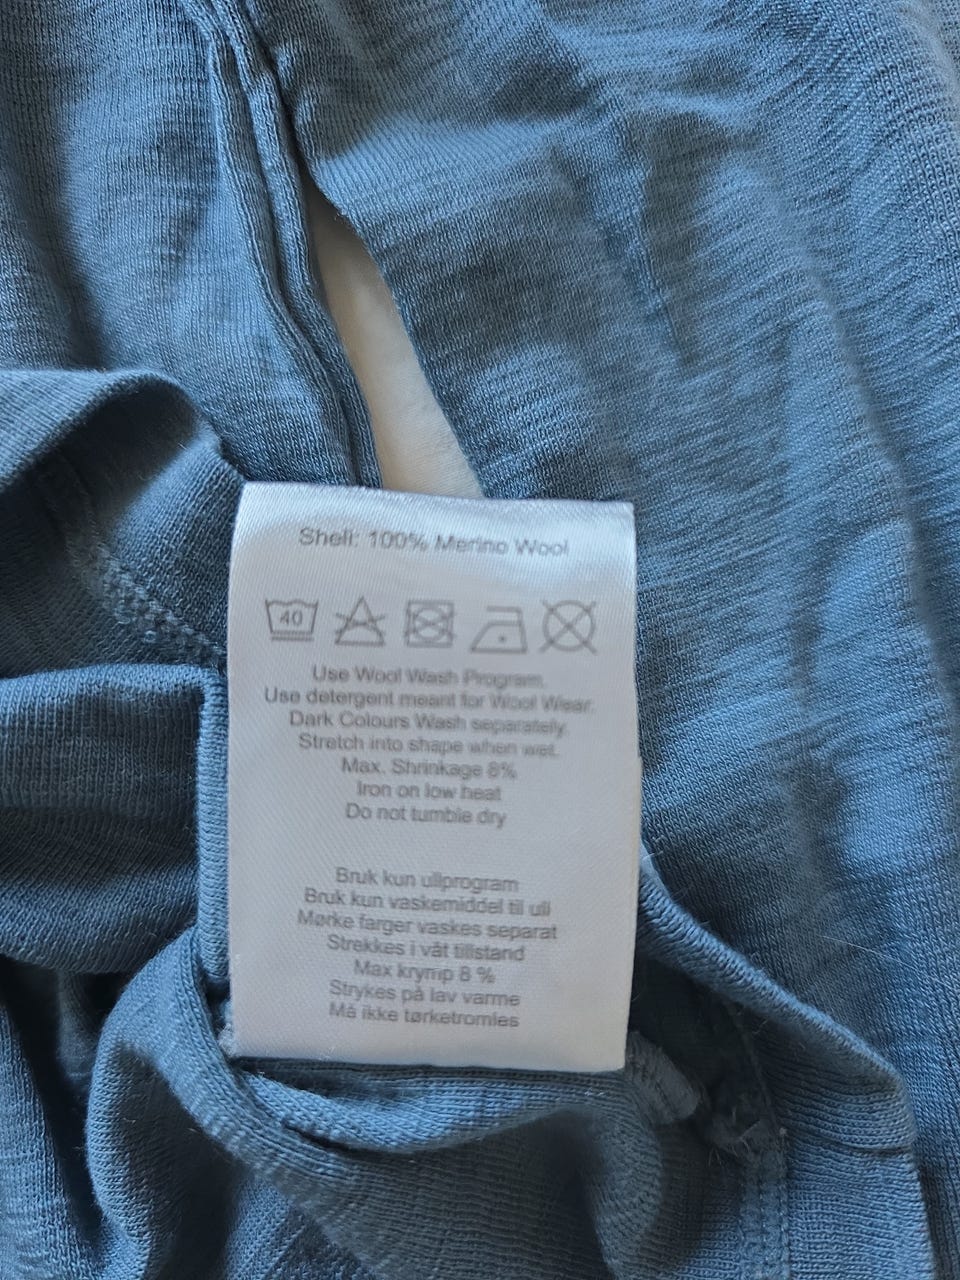 Shell: 100% Merino Wool
40
Use Wool Wash Program.
Use detergent meant for Wool Wear.
Dark Colours Wash separately.
Stretch into shape when wet.
Max. Shrinkage 8%
Iron on low heat
Do not tumble dry
Bruk kun ullprogram
Bruk kun vaskemiddel til ull
Mørke farger vaskes separat
Strekkes i våt tillstand
Max krymp 8 %
Strykes på lav varme
Må ikke tørketromles